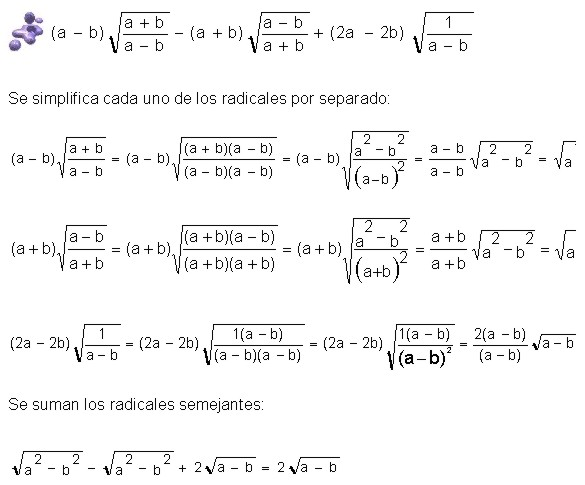 (a − b) √((a + b)/(a − b)) − (a + b) √((a − b)/(a + b)) + (2a − 2b) √(1/(a − b))
Se simplifica cada uno de los radicales por separado:
(a − b) √((a + b)/(a − b)) = (a − b) √((a + b)(a − b)/(a − b)(a − b)) = (a − b) √((a² − b²)/(a−b)²) = (a − b)/(a − b) √(a² − b²) = √a
(a + b) √((a − b)/(a + b)) = (a + b) √((a + b)(a − b)/(a + b)(a + b)) = (a + b) √((a² − b²)/(a+b)²) = (a + b)/(a + b) √(a² − b²) = √a
(2a − 2b) √(1/(a − b)) = (2a − 2b) √(1(a − b)/(a − b)(a − b)) = (2a − 2b) √(1(a − b)/(a − b)²) = 2(a − b)/(a − b) √(a − b)
Se suman los radicales semejantes:
√(a² − b²) − √(a² − b²) + 2 √(a − b) = 2 √(a − b)